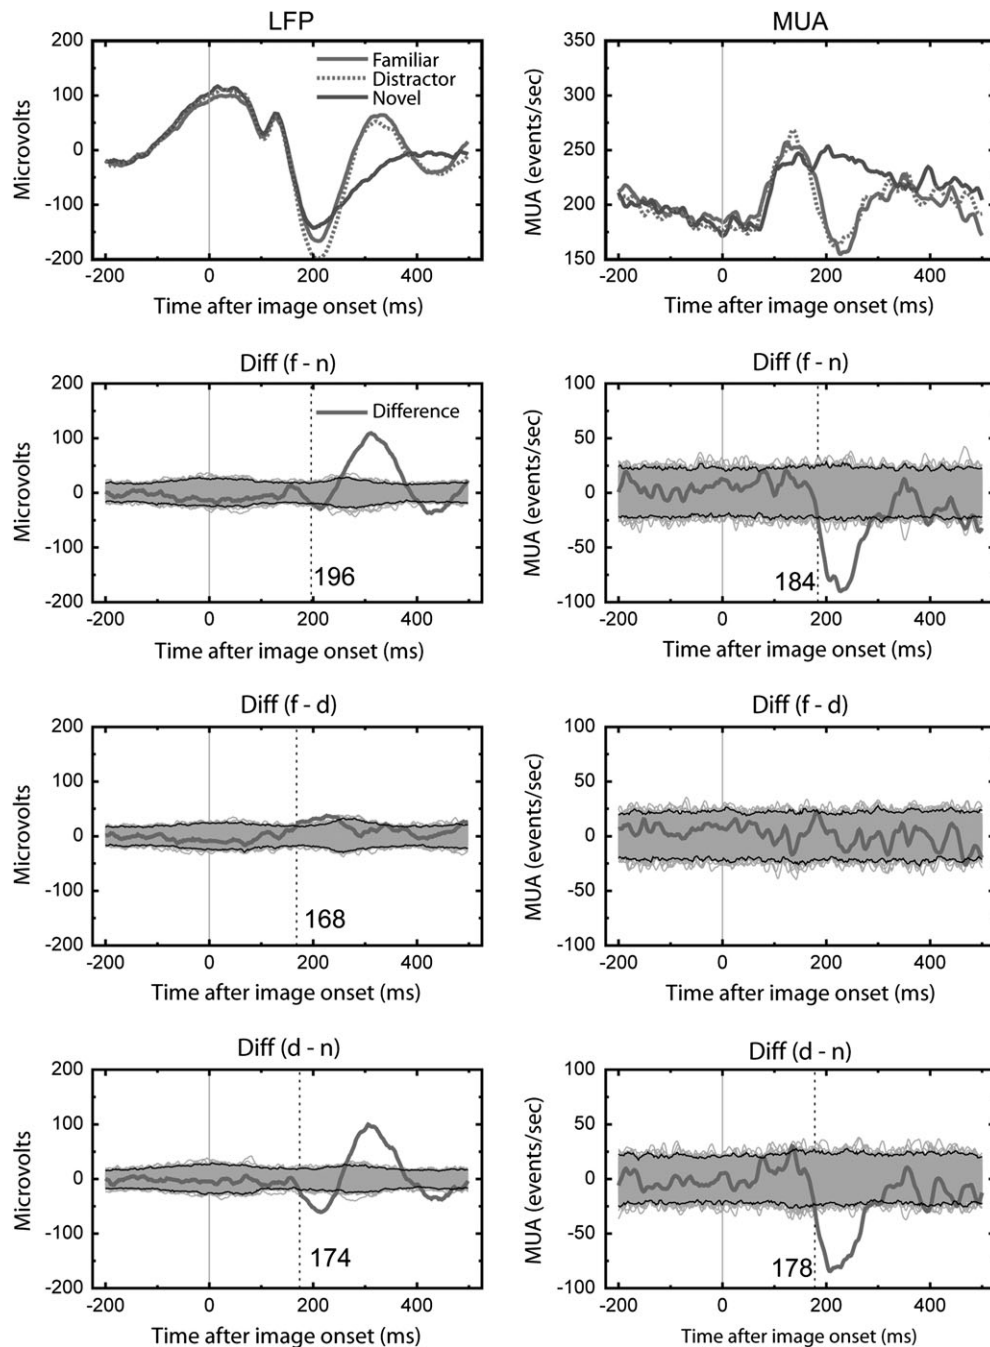 LFP
MUA
200
100
0
-100
-200
Microvolts
Familiar
Distractor
Novel
-200 0 200 400
Time after image onset (ms)
350
300
250
200
150
MUA (events/sec)
-200 0 200 400
Time after image onset (ms)
Diff (f - n)
200
100
0
-100
-200
Microvolts
Difference
196
-200 0 200 400
Time after image onset (ms)
Diff (f - n)
100
50
25
0
-25
-50
-100
MUA (events/sec)
184
-200 0 200 400
Time after image onset (ms)
Diff (f - d)
200
100
0
-100
-200
Microvolts
168
-200 0 200 400
Time after image onset (ms)
Diff (f - d)
100
50
25
0
-25
-50
-100
MUA (events/sec)
-200 0 200 400
Time after image onset (ms)
Diff (d - n)
200
100
0
-100
-200
Microvolts
174
-200 0 200 400
Time after image onset (ms)
Diff (d - n)
100
50
25
0
-25
-50
-100
MUA (events/sec)
178
-200 0 200 400
Time after image onset (ms)